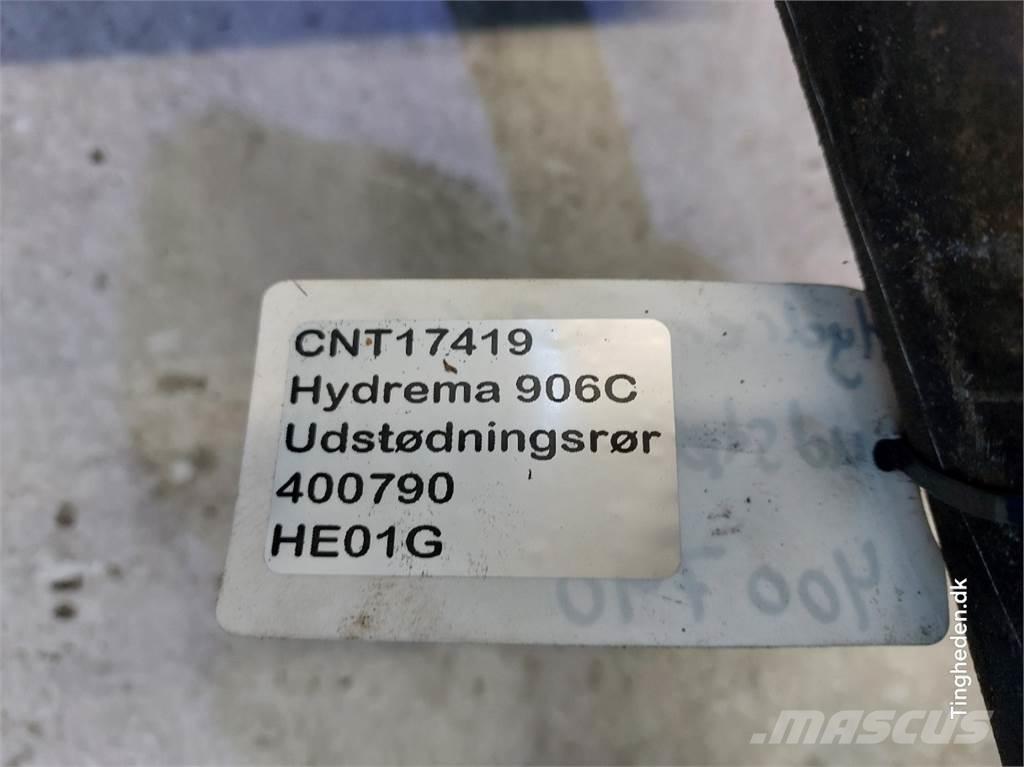 CNT17419
Hydrema 906C
Udstødningsrør
400790
HE01G
Tingheden.dk
MASCUS